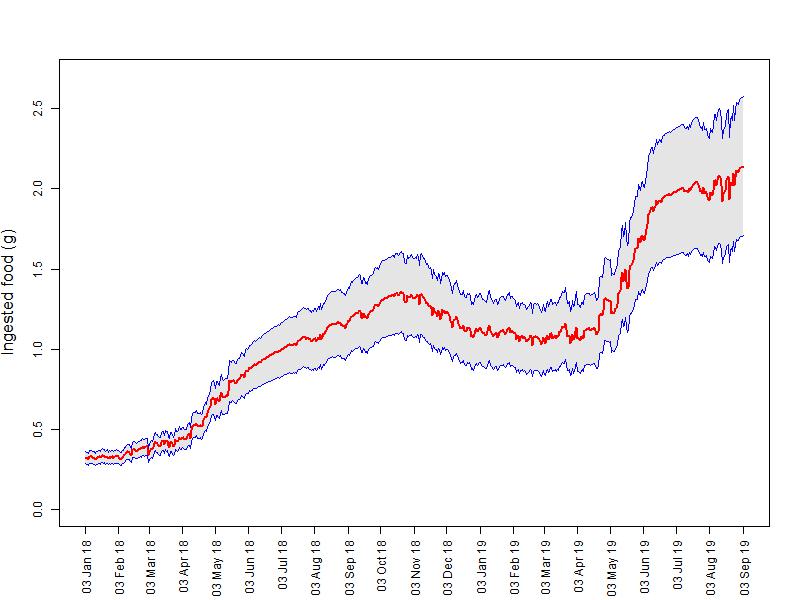 Ingested food (g)
2.5
2.0
1.5
1.0
0.5
0.0
03 Jan 18
03 Feb 18
03 Mar 18
03 Apr 18
03 May 18
03 Jun 18
03 Jul 18
03 Aug 18
03 Sep 18
03 Oct 18
03 Nov 18
03 Dec 18
03 Jan 19
03 Feb 19
03 Mar 19
03 Apr 19
03 May 19
03 Jun 19
03 Jul 19
03 Aug 19
03 Sep 19